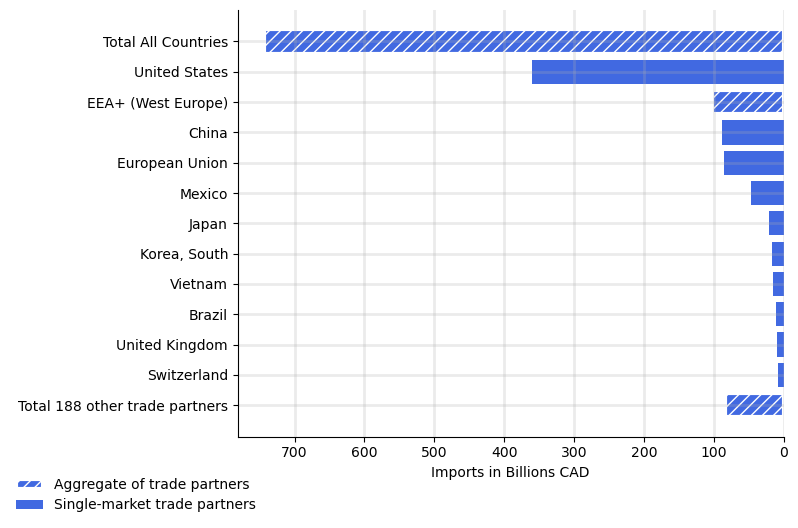 Total All Countries
United States
EEA+ (West Europe)
China
European Union
Mexico
Japan
Korea, South
Vietnam
Brazil
United Kingdom
Switzerland
Total 188 other trade partners
700 600 500 400 300 200 100 0
Imports in Billions CAD
Aggregate of trade partners
Single-market trade partners